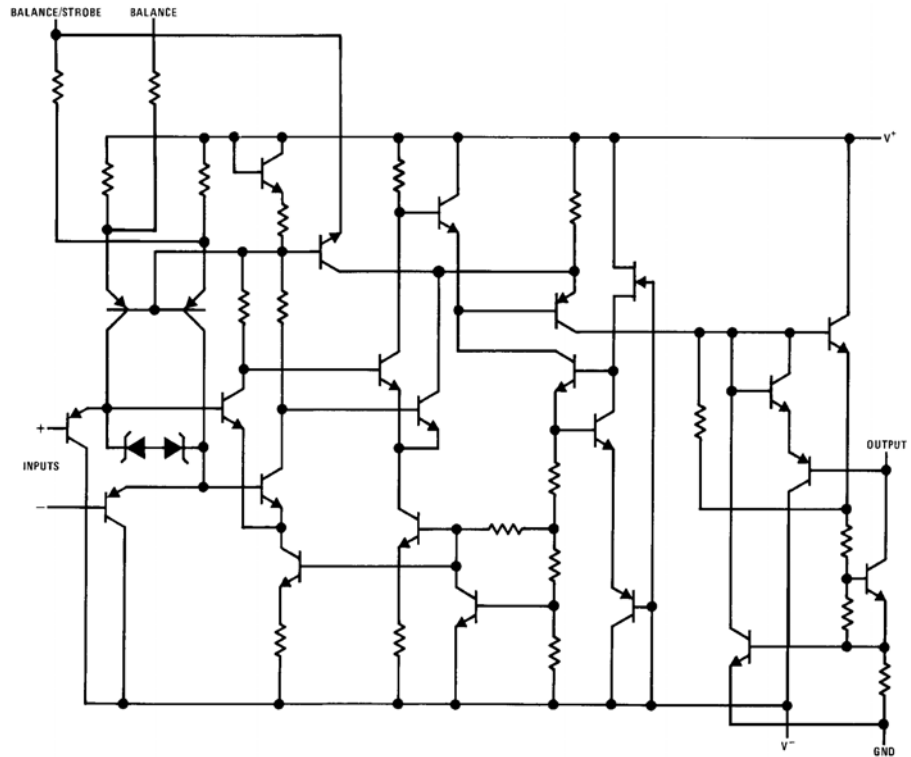 BALANCE/STROBE BALANCE
V+
+
INPUTS
−
OUTPUT
V−
GND